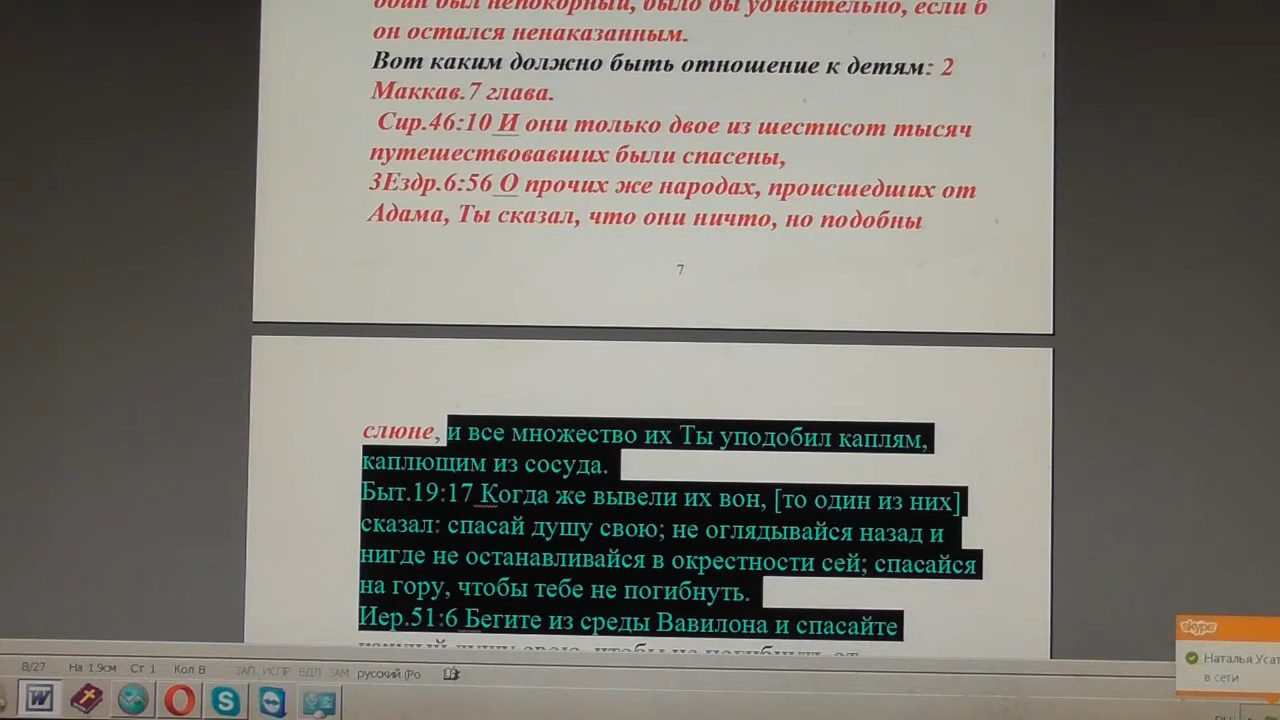 один был непокорный, было бы удивительно, если б
он остался ненаказанным.
Вот каким должно быть отношение к детям: 2
Маккав.7 глава.
Сир.46:10 И они только двое из шестисот тысяч
путешествовавших были спасены,
3Ездр.6:56 О прочих же народах, происшедших от
Адама, Ты сказал, что они ничто, но подобны
7
слюне, и все множество их Ты уподобил каплям,
каплющим из сосуда.
Быт.19:17 Когда же вывели их вон, [то один из них]
сказал: спасай душу свою; не оглядывайся назад и
нигде не останавливайся в окрестности сей; спасайся
на гору, чтобы тебе не погибнуть.
Иер.51:6 Бегите из среды Вавилона и спасайте
skype
Наталья Усат
в сети
8/27 На 1.9см Ст 1 Кол 8 ЗАП ИСПР ВДЛ ЗАМ русский (Ро